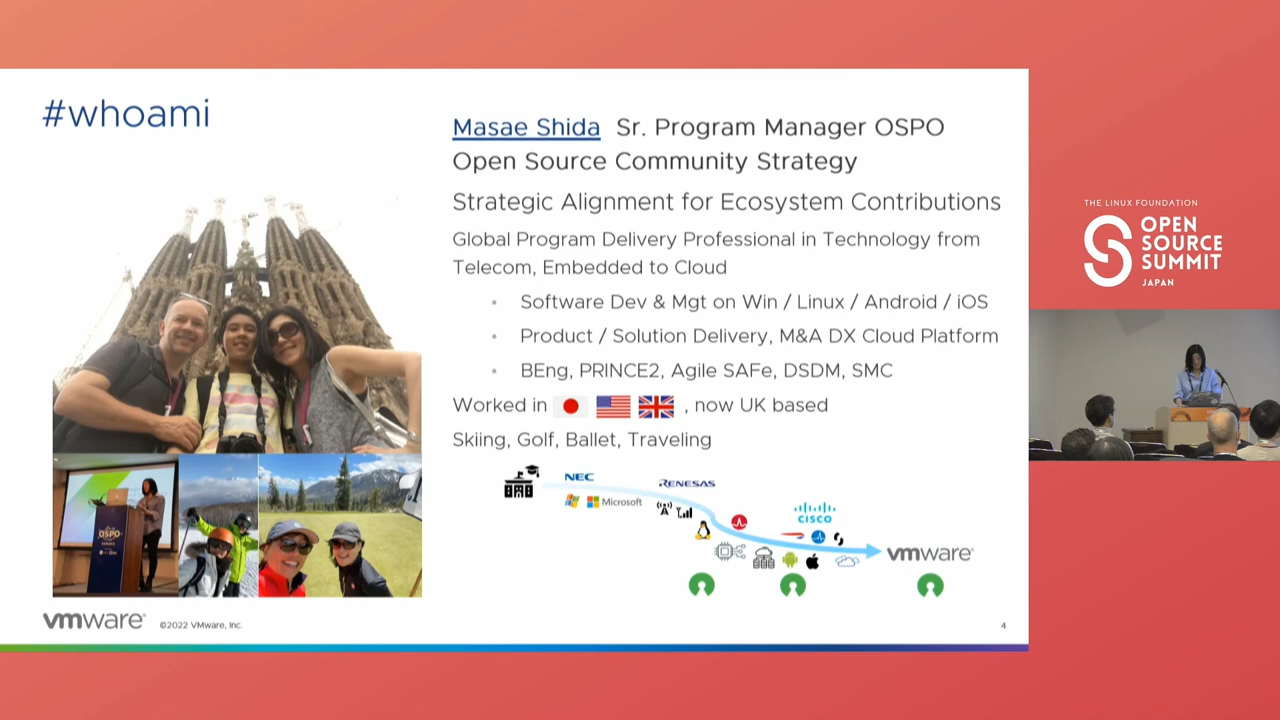 #whoami
Masae Shida Sr. Program Manager OSPO
Open Source Community Strategy
Strategic Alignment for Ecosystem Contributions
Global Program Delivery Professional in Technology from
Telecom, Embedded to Cloud
• Software Dev & Mgt on Win / Linux / Android / iOS
• Product / Solution Delivery, M&A DX Cloud Platform
• BEng, PRINCE2, Agile SAFe, DSDM, SMC
Worked in , now UK based
Skiing, Golf, Ballet, Traveling
NEC
Microsoft
RENESAS
CISCO
vmware
OSPO
vmware ©2022 VMware, Inc.
4
THE LINUX FOUNDATION
OPEN
SOURCE
SUMMIT
JAPAN